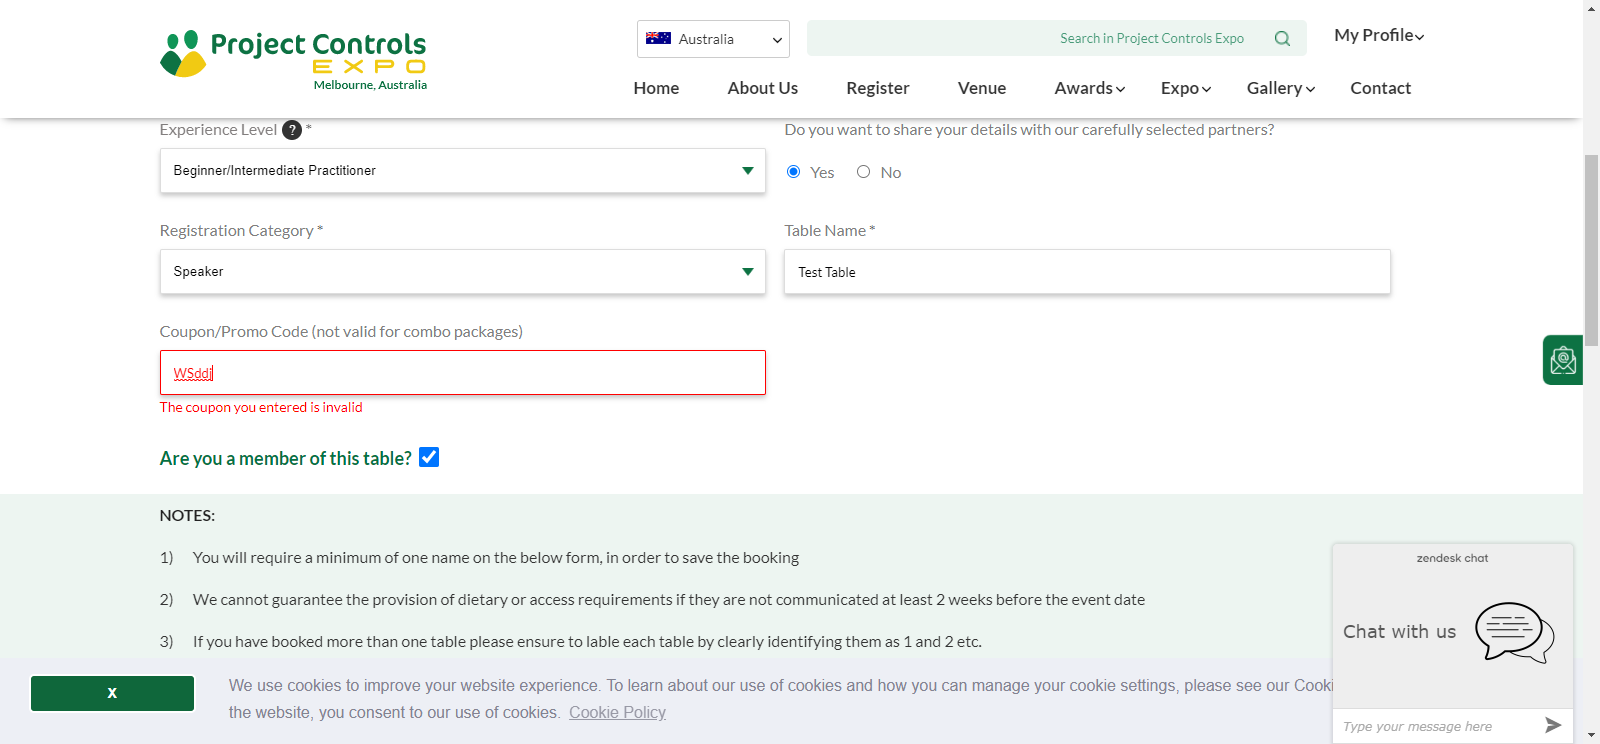 Project Controls
EXPO
Melbourne, Australia
Australia
Search in Project Controls Expo
My Profile
Home About Us Register Venue Awards Expo Gallery Contact
Experience Level ? *
Do you want to share your details with our carefully selected partners?
Beginner/Intermediate Practitioner
Yes No
Registration Category *
Table Name *
Speaker
Test Table
Coupon/Promo Code (not valid for combo packages)
WSddj
The coupon you entered is invalid
Are you a member of this table?
NOTES:
1) You will require a minimum of one name on the below form, in order to save the booking
2) We cannot guarantee the provision of dietary or access requirements if they are not communicated at least 2 weeks before the event date
3) If you have booked more than one table please ensure to lable each table by clearly identifying them as 1 and 2 etc.
zendesk chat
Chat with us
Type your message here
X
We use cookies to improve your website experience. To learn about our use of cookies and how you can manage your cookie settings, please see our Cooki
the website, you consent to our use of cookies. Cookie Policy